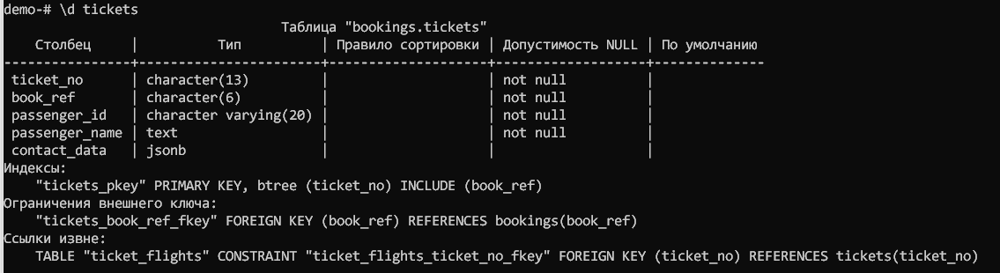 demo-# \d tickets
                                   Таблица "bookings.tickets"
    Столбец     |          Тип          | Правило сортировки | Допустимость NULL | По умолчанию
----------------+-----------------------+--------------------+-------------------+--------------
 ticket_no      | character(13)         |                    | not null          |
 book_ref       | character(6)          |                    | not null          |
 passenger_id   | character varying(20) |                    | not null          |
 passenger_name | text                  |                    | not null          |
 contact_data   | jsonb                 |                    |                   |
Индексы:
    "tickets_pkey" PRIMARY KEY, btree (ticket_no) INCLUDE (book_ref)
Ограничения внешнего ключа:
    "tickets_book_ref_fkey" FOREIGN KEY (book_ref) REFERENCES bookings(book_ref)
Ссылки извне:
    TABLE "ticket_flights" CONSTRAINT "ticket_flights_ticket_no_fkey" FOREIGN KEY (ticket_no) REFERENCES tickets(ticket_no)